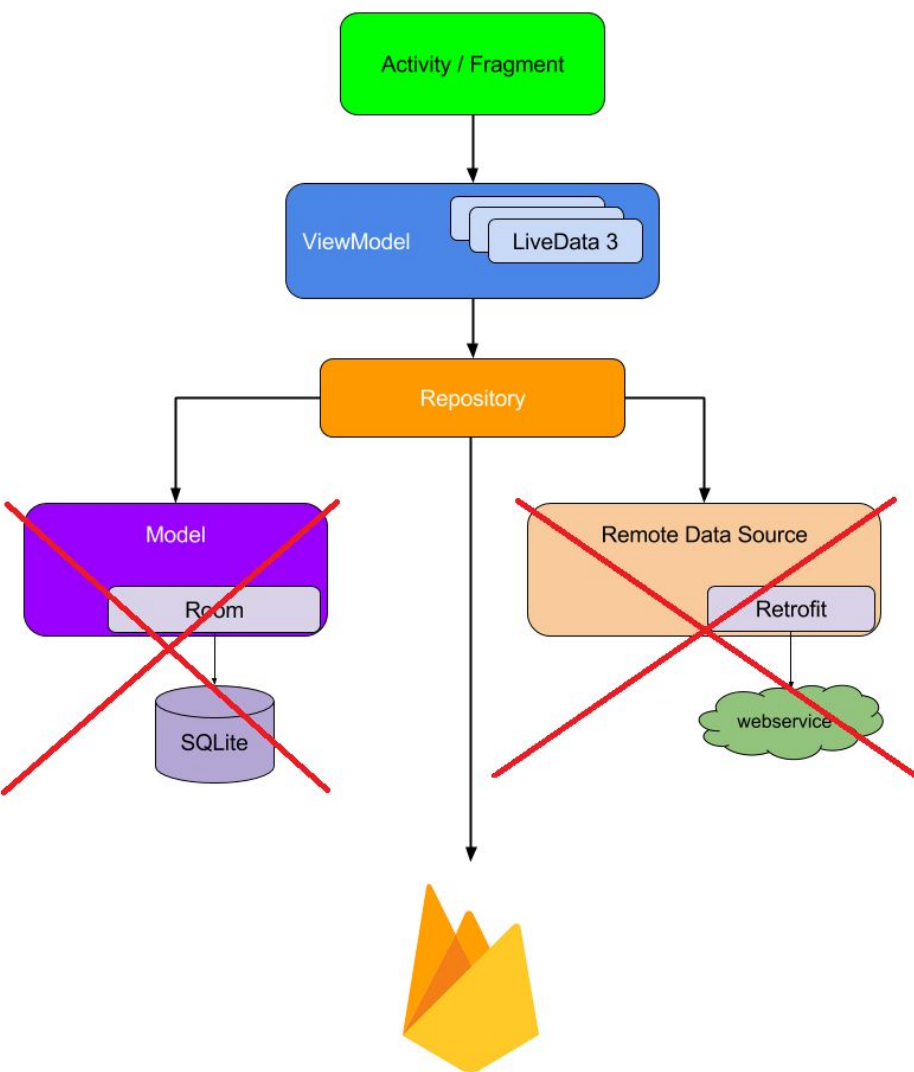 Activity / Fragment
ViewModel
LiveData 3
Repository
Model
Room
SQLite
Remote Data Source
Retrofit
webservice